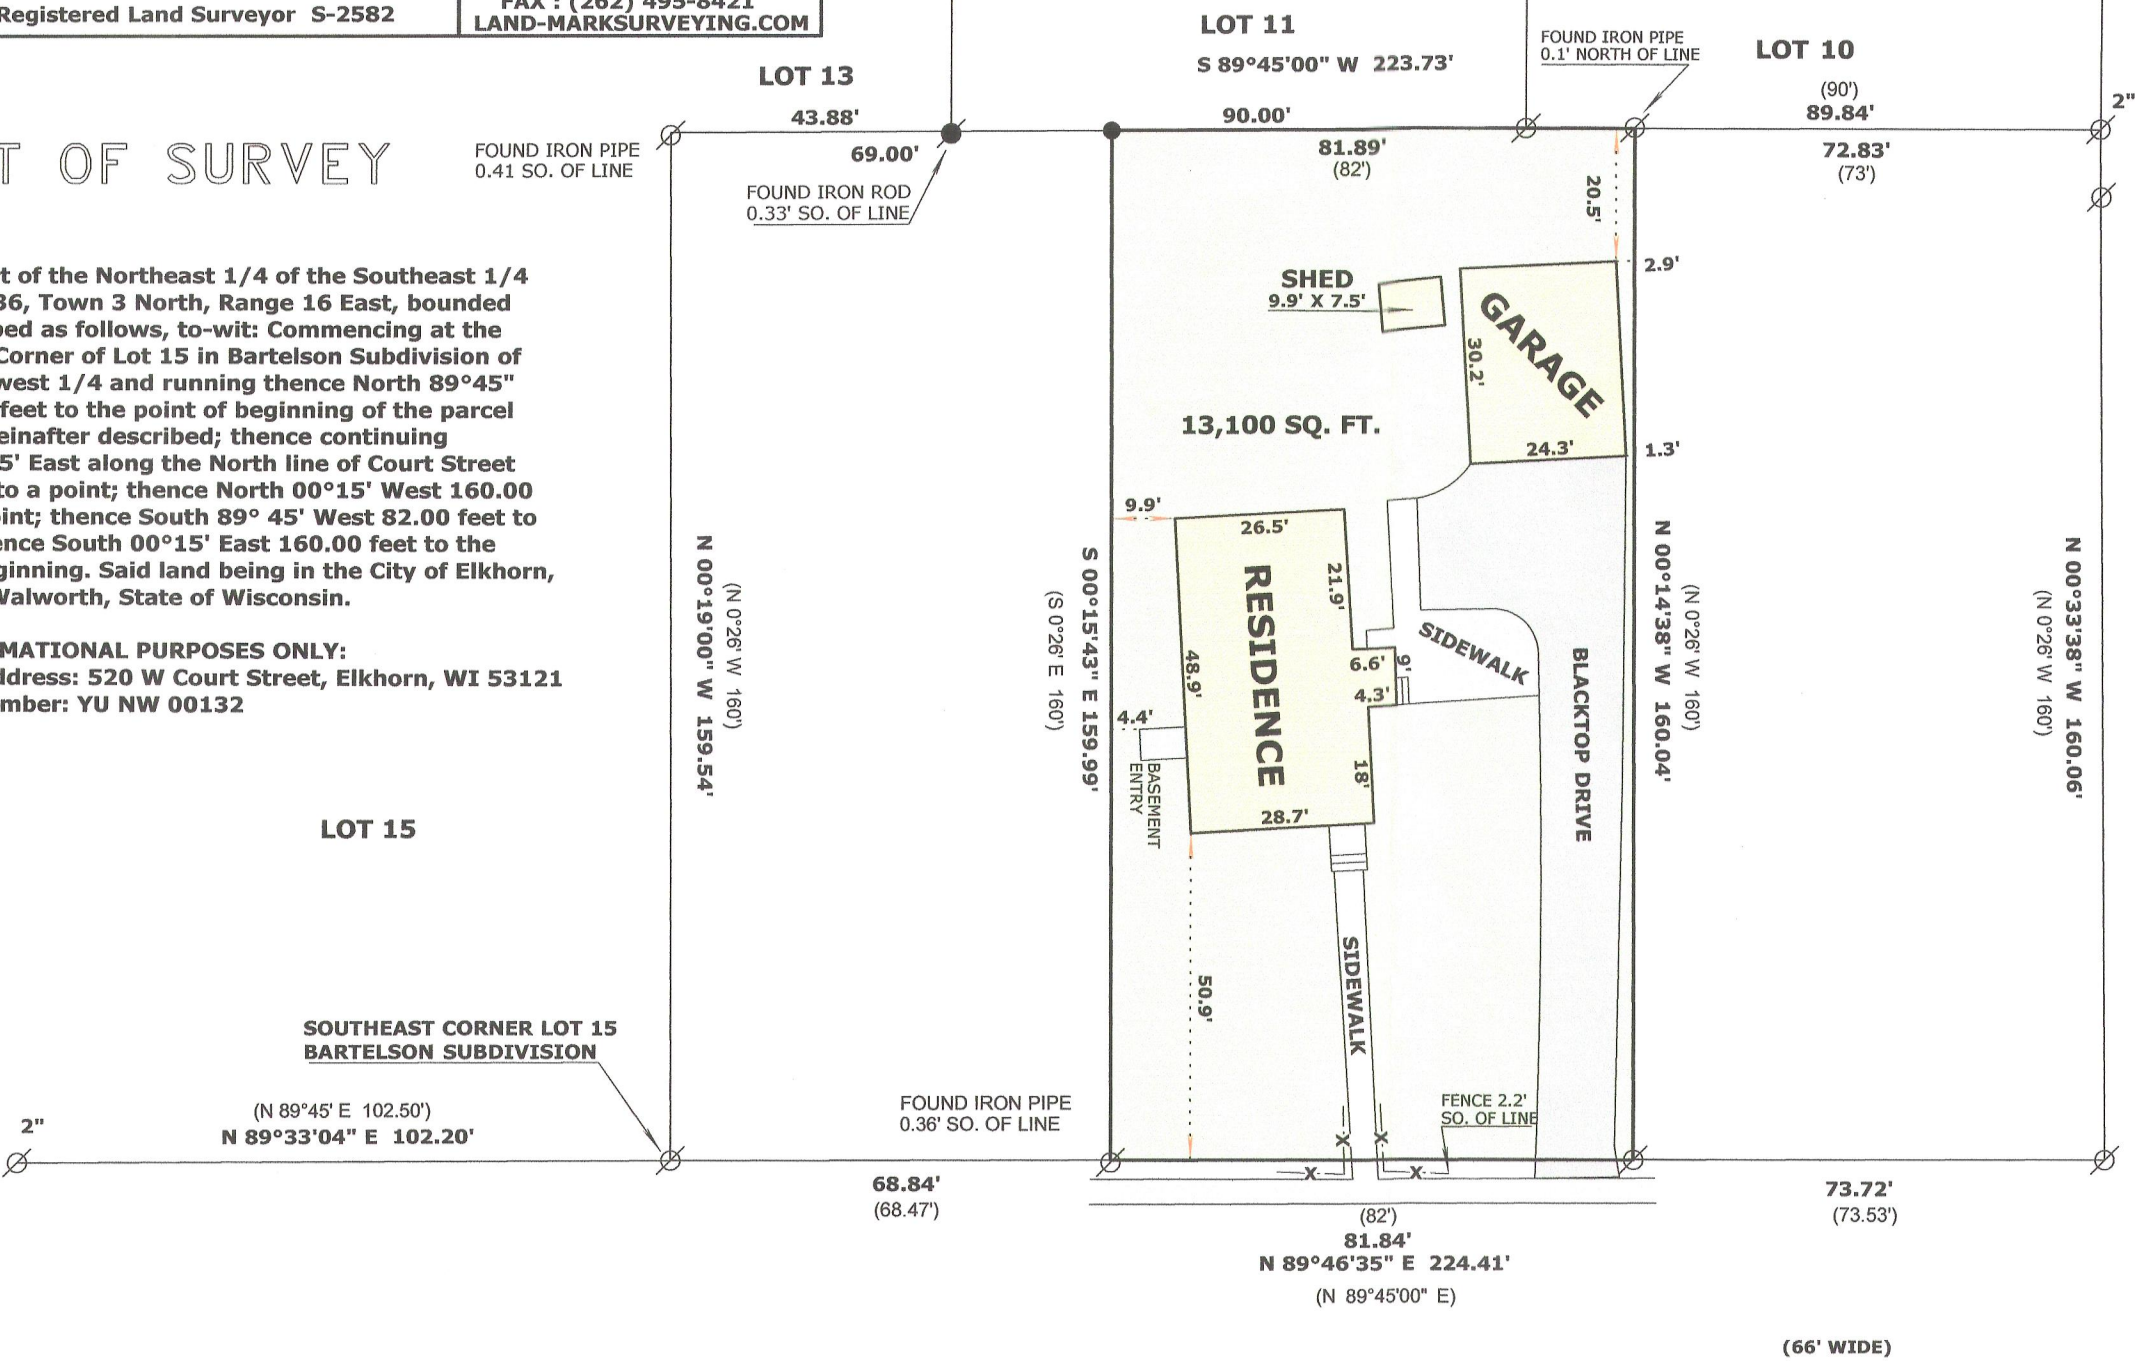 Registered Land Surveyor S-2582
FAX : (262) 495-8421
LAND-MARKSURVEYING.COM
LOT 13
43.88'
69.00'
LOT 11
S 89°45'00" W 223.73'
90.00'
81.89'
(82')
FOUND IRON PIPE
0.1' NORTH OF LINE
LOT 10
(90')
89.84'
2"
72.83'
(73')
T OF SURVEY
FOUND IRON PIPE
0.41 SO. OF LINE
FOUND IRON ROD
0.33' SO. OF LINE
20.5'
2.9'
SHED
9.9' X 7.5'
GARAGE
30.2'
24.3'
1.3'
13,100 SQ. FT.
t of the Northeast 1/4 of the Southeast 1/4
36, Town 3 North, Range 16 East, bounded
bed as follows, to-wit: Commencing at the
Corner of Lot 15 in Bartelson Subdivision of
west 1/4 and running thence North 89°45"
feet to the point of beginning of the parcel
einafter described; thence continuing
5' East along the North line of Court Street
to a point; thence North 00°15' West 160.00
int; thence South 89° 45' West 82.00 feet to
ence South 00°15' East 160.00 feet to the
ginning. Said land being in the City of Elkhorn,
Walworth, State of Wisconsin.
MATIONAL PURPOSES ONLY:
ddress: 520 W Court Street, Elkhorn, WI 53121
mber: YU NW 00132
N 00°19'00" W 159.54'
(N 0°26' W 160')
(S 0°26' E 160')
S 00°15'43" E 159.99'
9.9'
26.5'
RESIDENCE
21.9'
48.9'
6.6'
9'
4.3'
18'
28.7'
4.4'
BASEMENT
ENTRY
SIDEWALK
BLACKTOP DRIVE
N 00°14'38" W 160.04'
(N 0°26' W 160')
(N 0°26' W 160')
N 00°33'38" W 160.06'
LOT 15
50.9'
SIDEWALK
SOUTHEAST CORNER LOT 15
BARTELSON SUBDIVISION
(N 89°45' E 102.50')
N 89°33'04" E 102.20'
2"
FOUND IRON PIPE
0.36' SO. OF LINE
FENCE 2.2'
SO. OF LINE
X X
X X
68.84'
(68.47')
(82')
81.84'
N 89°46'35" E 224.41'
(N 89°45'00" E)
73.72'
(73.53')
(66' WIDE)